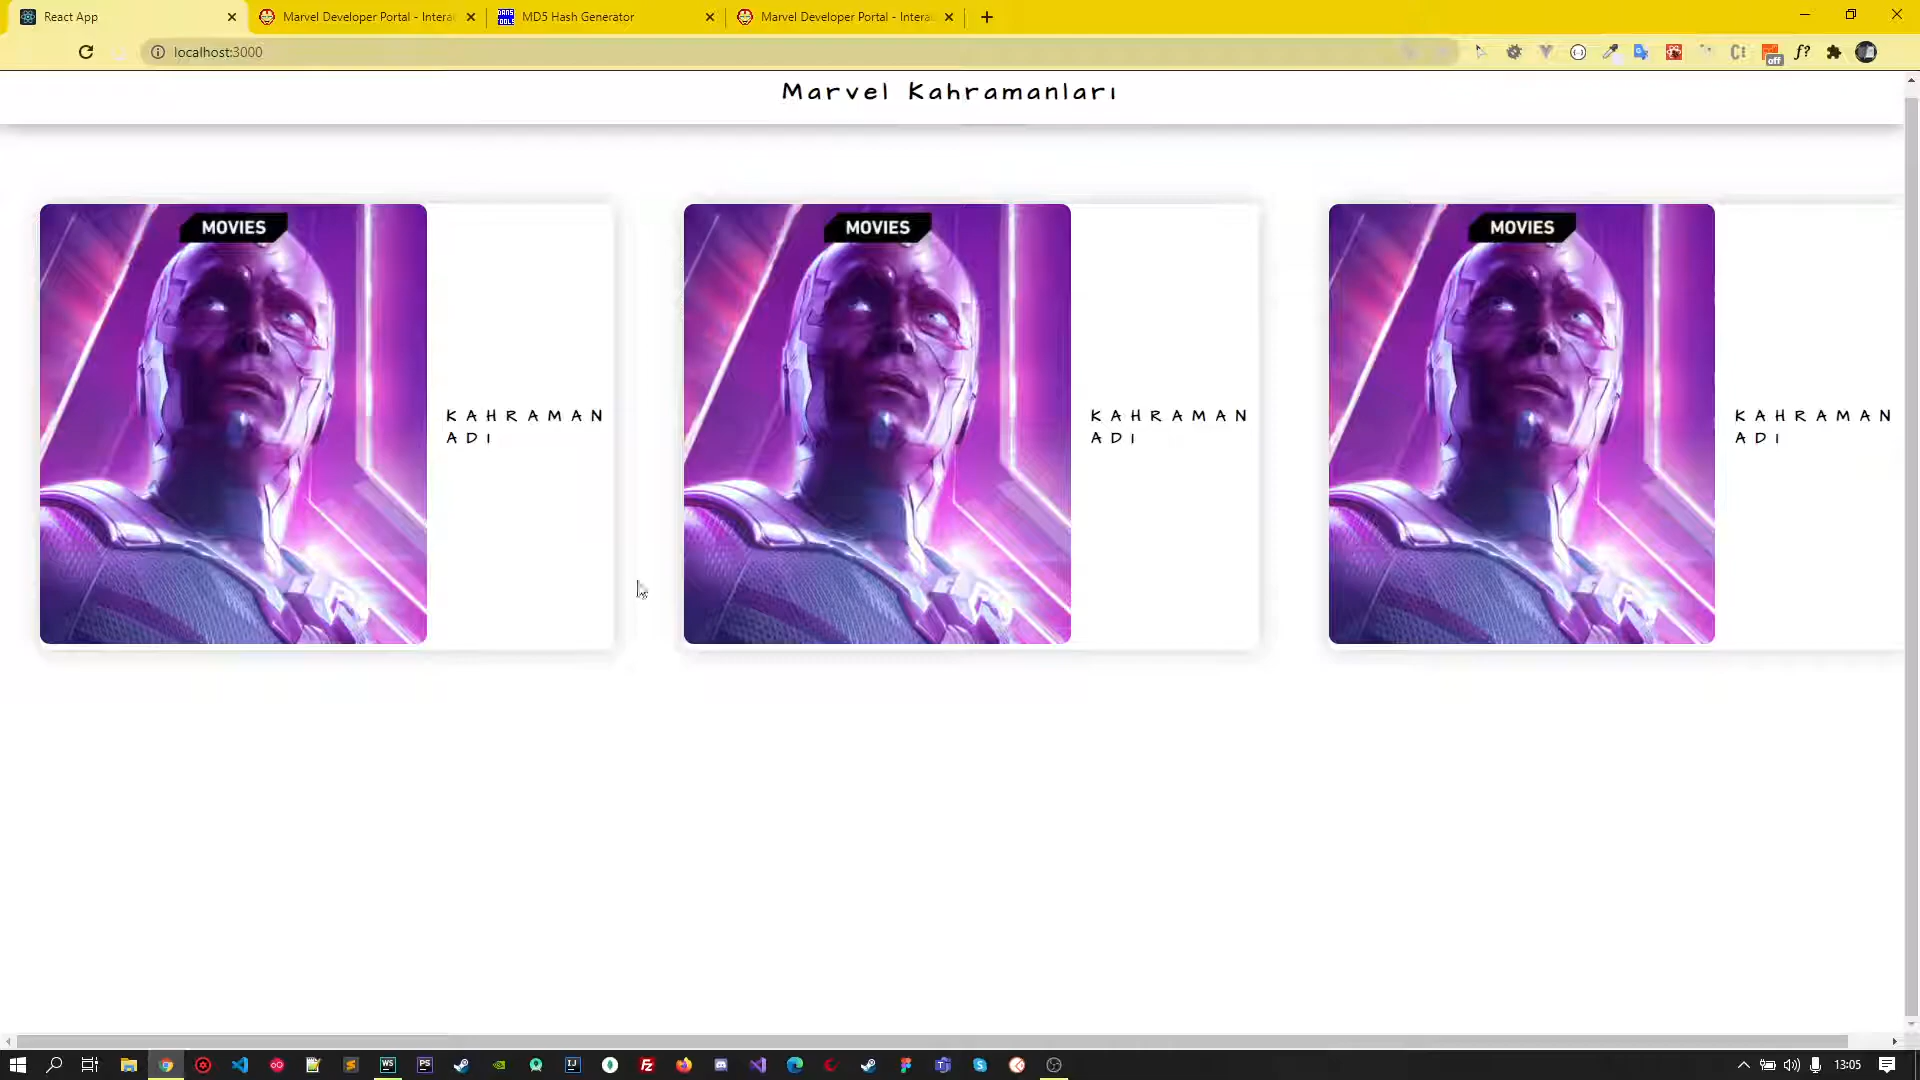 React App
Marvel Developer Portal - Intera
MD5 Hash Generator
Marvel Developer Portal - Intera
localhost:3000
off
f?
Marvel Kahramanları
MOVIES
MOVIES
MOVIES
KAHRAMAN
ADI
KAHRAMAN
ADI
KAHRAMAN
ADI
13:05